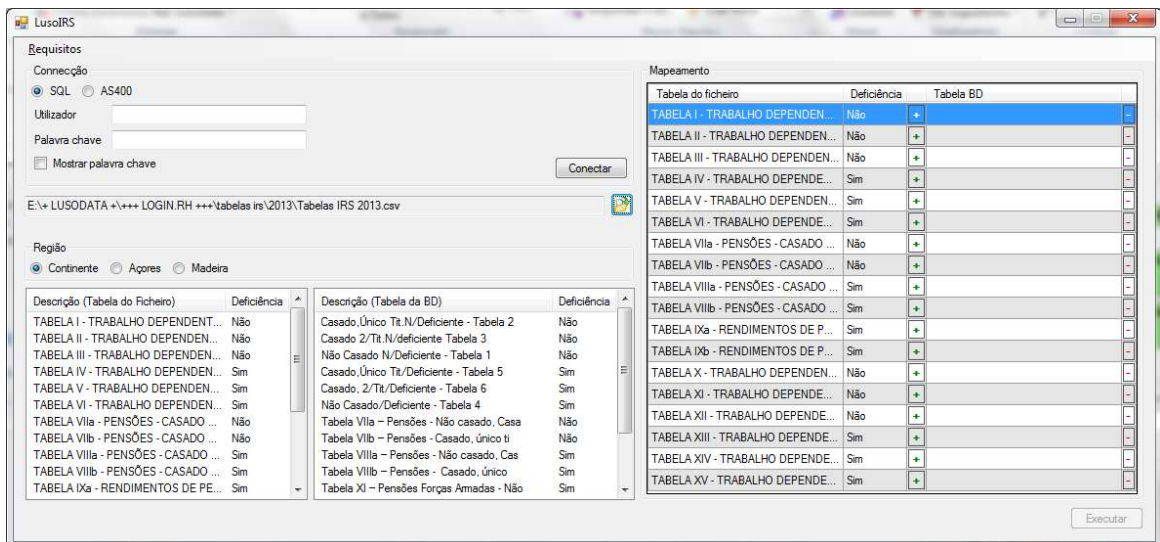 LusoIRS
Requisitos
Connecção
SQL AS400
Utilizador
Palavra chave
Mostrar palavra chave
Conectar
E:\+ LUSODATA +\+++ LOGIN.RH +++\tabelas irs\2013\Tabelas IRS 2013.csv
Região
Continente Açores Madeira
Descrição (Tabela do Ficheiro) Deficiência
TABELA I - TRABALHO DEPENDENT... Não
TABELA II - TRABALHO DEPENDEN... Não
TABELA III - TRABALHO DEPENDEN... Não
TABELA IV - TRABALHO DEPENDEN... Sim
TABELA V - TRABALHO DEPENDEN... Sim
TABELA VI - TRABALHO DEPENDEN... Sim
TABELA VIIa - PENSÕES - CASADO ... Não
TABELA VIIb - PENSÕES - CASADO ... Não
TABELA VIIIa - PENSÕES - CASADO ... Sim
TABELA VIIIb - PENSÕES - CASADO ... Sim
TABELA IXa - RENDIMENTOS DE PE... Sim
Descrição (Tabela da BD) Deficiência
Casado,Único Tit.N/Deficiente - Tabela 2 Não
Casado 2/Tit.N/deficiente Tabela 3 Não
Não Casado N/Deficiente - Tabela 1 Não
Casado,Único Tit/Deficiente - Tabela 5 Sim
Casado, 2/Tit/Deficiente - Tabela 6 Sim
Não Casado/Deficiente - Tabela 4 Sim
Tabela VIIa – Pensões - Não casado, Casa Não
Tabela VIIb – Pensões - Casado, único ti Não
Tabela VIIIa – Pensões - Não casado, Cas Sim
Tabela VIIIb – Pensões - Casado, único Sim
Tabela XI – Pensões Forças Armadas - Não Sim
Mapeamento
Tabela do ficheiro Deficiência Tabela BD
TABELA I - TRABALHO DEPENDEN... Não + -
TABELA II - TRABALHO DEPENDEN... Não + -
TABELA III - TRABALHO DEPENDEN... Não + -
TABELA IV - TRABALHO DEPENDE... Sim + -
TABELA V - TRABALHO DEPENDEN... Sim + -
TABELA VI - TRABALHO DEPENDE... Sim + -
TABELA VIIa - PENSÕES - CASADO ... Não + -
TABELA VIIb - PENSÕES - CASADO ... Não + -
TABELA VIIIa - PENSÕES - CASADO ... Sim + -
TABELA VIIIb - PENSÕES - CASADO ... Sim + -
TABELA IXa - RENDIMENTOS DE P... Sim + -
TABELA IXb - RENDIMENTOS DE P... Sim + -
TABELA X - TRABALHO DEPENDEN... Não + -
TABELA XI - TRABALHO DEPENDEN... Não + -
TABELA XII - TRABALHO DEPENDEN... Não + -
TABELA XIII - TRABALHO DEPENDE... Sim + -
TABELA XIV - TRABALHO DEPENDE... Sim + -
TABELA XV - TRABALHO DEPENDE... Sim + -
Executar